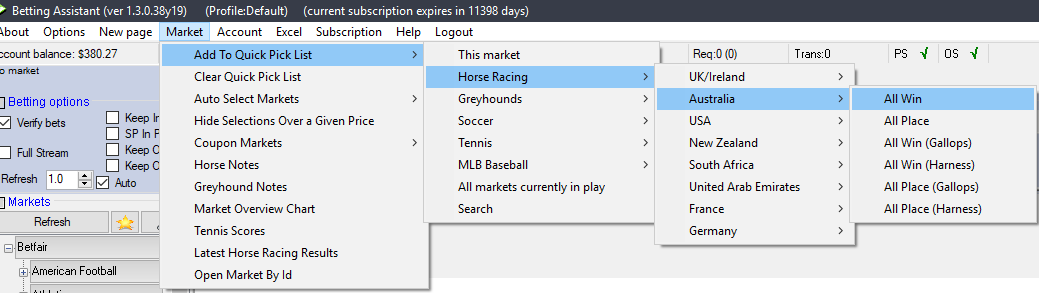 Betting Assistant (ver 1.3.0.38y19) (Profile:Default) (current subscription expires in 11398 days)
About Options New page Market Account Excel Subscription Help Logout
ccount balance: $380.27 Req:0 (0) Trans:0 PS OS
o market
Betting options
Verify bets
Keep In
SP In P
Full Stream
Keep O
Keep O
Refresh 1.0 Auto
Markets
Refresh
Betfair
American Football
Add To Quick Pick List
Clear Quick Pick List
Auto Select Markets
Hide Selections Over a Given Price
Coupon Markets
Horse Notes
Greyhound Notes
Market Overview Chart
Tennis Scores
Latest Horse Racing Results
Open Market By Id
This market
Horse Racing
Greyhounds
Soccer
Tennis
MLB Baseball
All markets currently in play
Search
UK/Ireland
Australia
USA
New Zealand
South Africa
United Arab Emirates
France
Germany
All Win
All Place
All Win (Gallops)
All Win (Harness)
All Place (Gallops)
All Place (Harness)